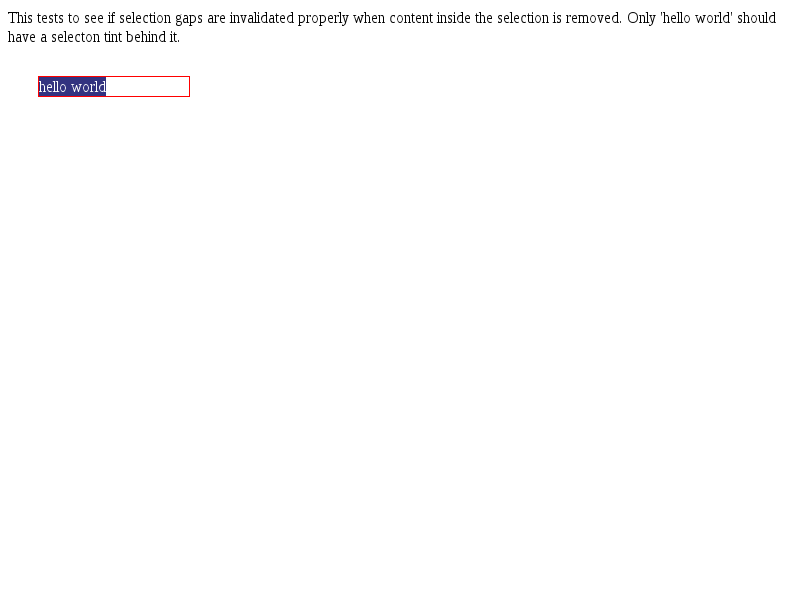 This tests to see if selection gaps are invalidated properly when content inside the selection is removed. Only 'hello world' should
have a selecton tint behind it.
hello world